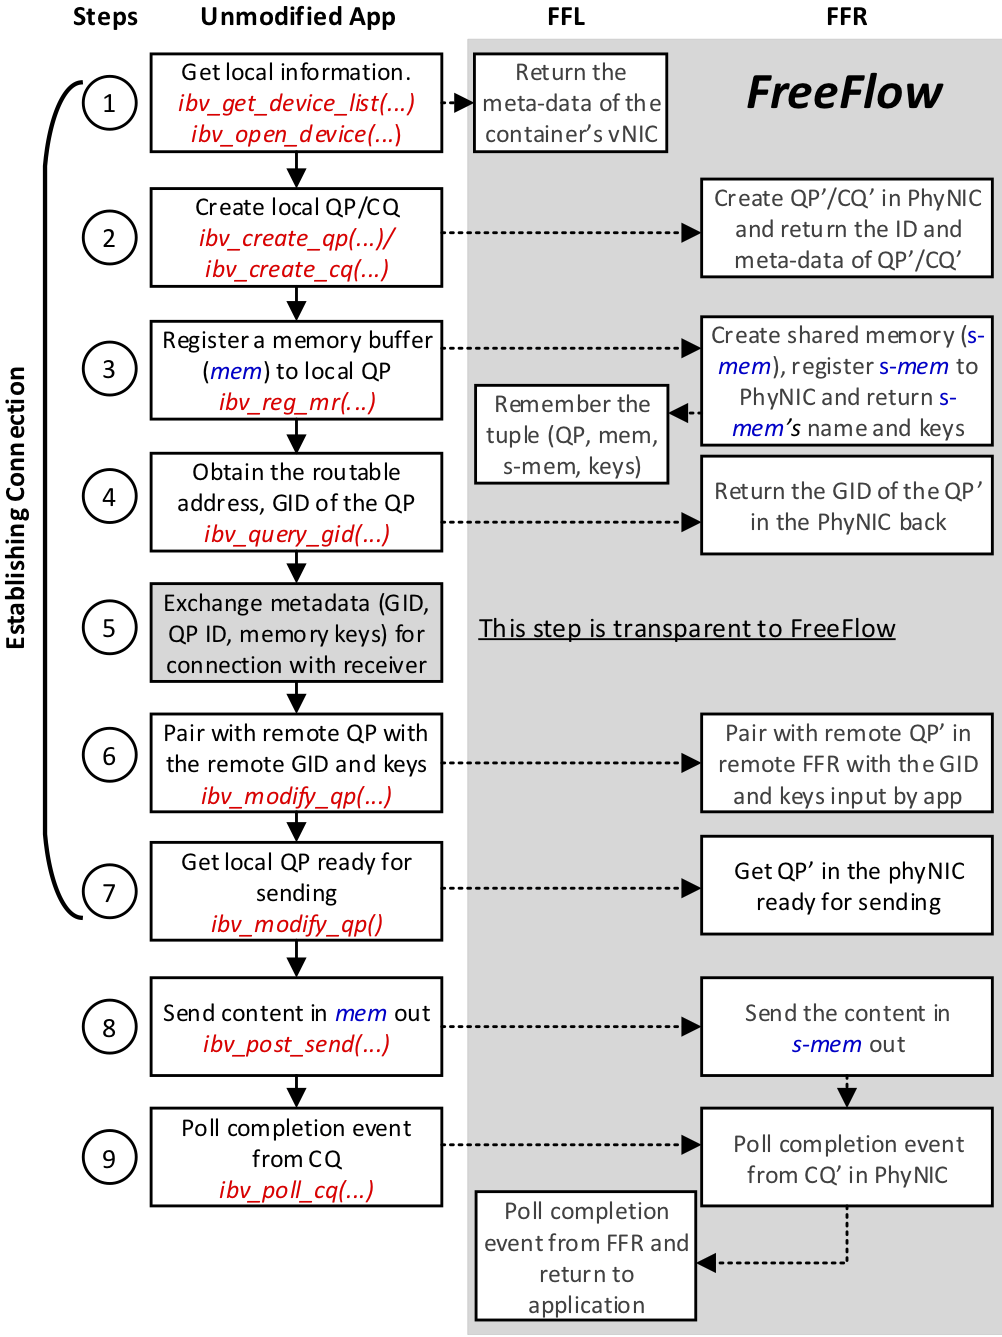 Steps
Unmodified App
FFL
FFR
FreeFlow
Establishing Connection
1
Get local information.
ibv_get_device_list(...)
ibv_open_device(...)
Return the
meta-data of the
container's vNIC
2
Create local QP/CQ
ibv_create_qp(...)/
ibv_create_cq(...)
Create QP'/CQ' in PhyNIC
and return the ID and
meta-data of QP'/CQ'
3
Register a memory buffer
(mem) to local QP
ibv_reg_mr(...)
Create shared memory (s-
mem), register s-mem to
PhyNIC and return s-
mem's name and keys
Remember the
tuple (QP, mem,
s-mem, keys)
4
Obtain the routable
address, GID of the QP
ibv_query_gid(...)
Return the GID of the QP'
in the PhyNIC back
5
Exchange metadata (GID,
QP ID, memory keys) for
connection with receiver
This step is transparent to FreeFlow
6
Pair with remote QP with
the remote GID and keys
ibv_modify_qp(...)
Pair with remote QP' in
remote FFR with the GID
and keys input by app
7
Get local QP ready for
sending
ibv_modify_qp()
Get QP' in the phyNIC
ready for sending
8
Send content in mem out
ibv_post_send(...)
Send the content in
s-mem out
9
Poll completion event
from CQ
ibv_poll_cq(...)
Poll completion event
from CQ' in PhyNIC
Poll completion
event from FFR and
return to
application